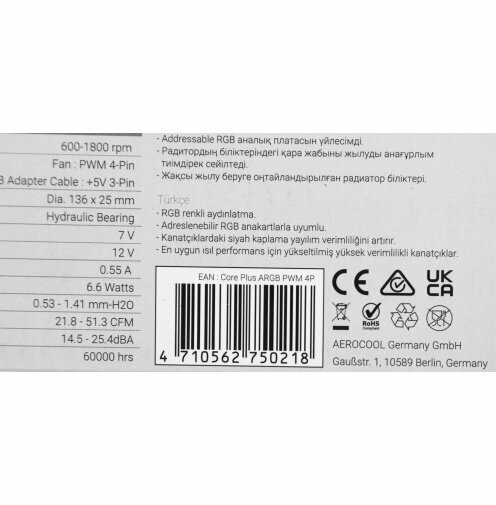 600-1800 rpm
Fan : PWM 4-Pin
B Adapter Cable : +5V 3-Pin
Dia. 136 x 25 mm
Hydraulic Bearing
7 V
12 V
0.55 A
6.6 Watts
0.53 - 1.41 mm-H2O
21.8 - 51.3 CFM
14.5 - 25.4dBA
60000 hrs
- Addressable RGB аналық платасын үйлесімді.
- Радитордың біліктеріндегі қара жабыны жылуды анағұрлым
тиімдірек сейілтеді.
- Жақсы жылу беруге оңтайландырылған радиатор біліктері.
Türkçe
- RGB renkli aydınlatma.
- Adreslenebilir RGB anakartlarla uyumlu.
- Kanatçıklardaki siyah kaplama yayılım verimliliğini artırır.
- En uygun ısıl performans için yükseltilmiş yüksek verimlilikli kanatçıklar.
EAN : Core Plus ARGB PWM 4P
4 710562 750218
CE
UK
CA
RoHS
COMPLIANT
AEROCOOL Germany GmbH
Gaußstr. 1, 10589 Berlin, Germany